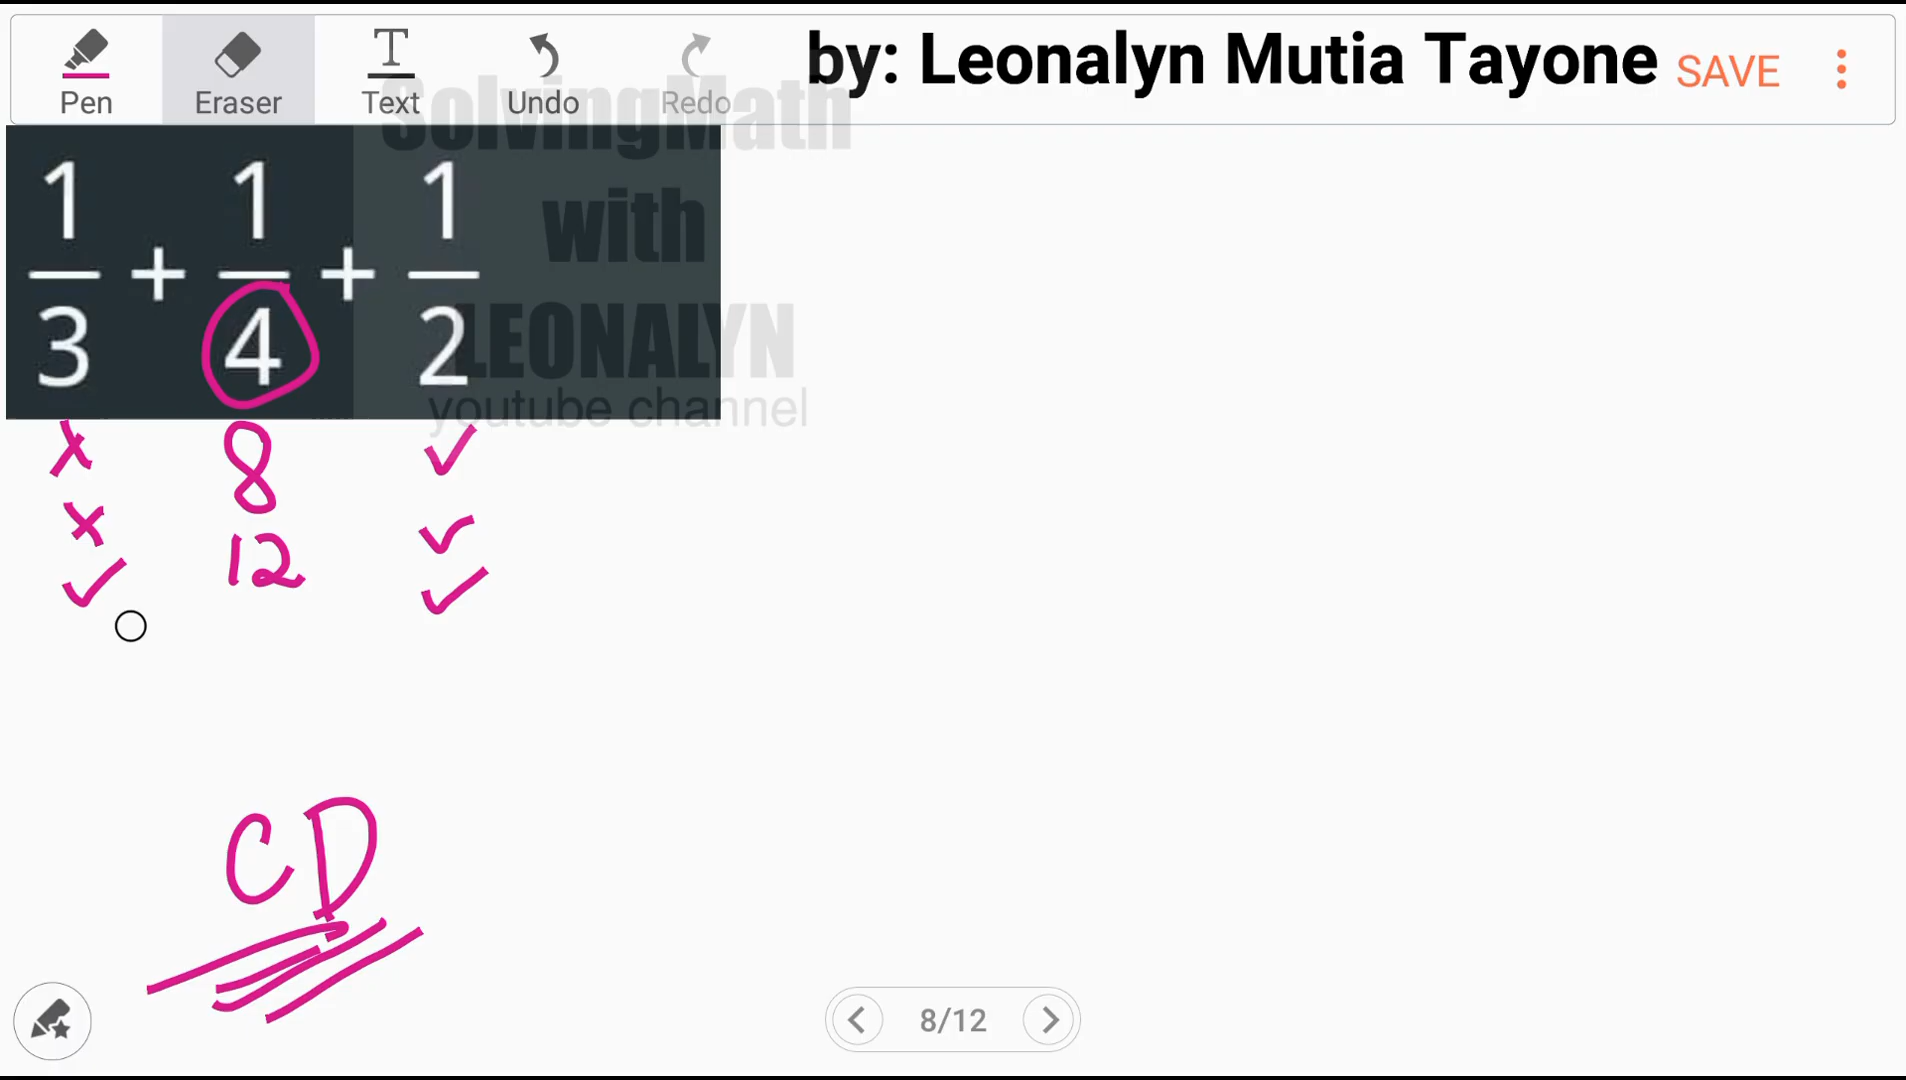 by: Leonalyn Mutia Tayone
SAVE
Pen
Eraser
T
Text
Undo
Redo
SolvingMath
with
LEONALYN
youtube channel
1/3 + 1/4 + 1/2
x 8 ✓
x 12 ✓
✓ ✓
CD
8/12